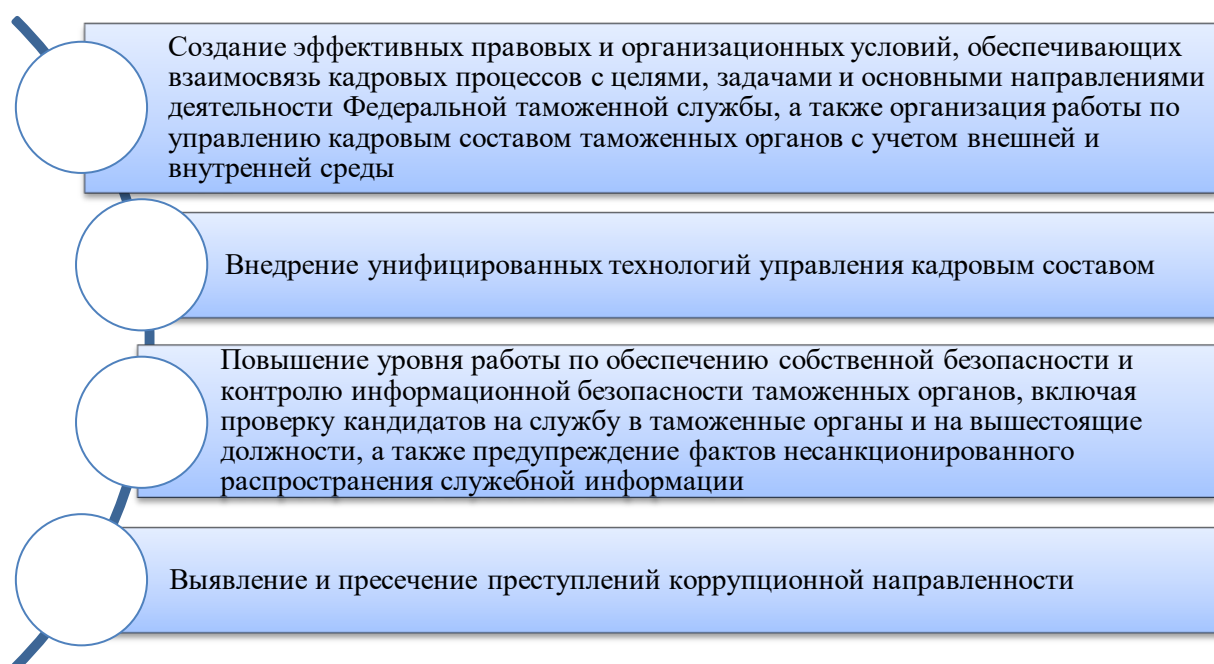 Создание эффективных правовых и организационных условий, обеспечивающих
взаимосвязь кадровых процессов с целями, задачами и основными направлениями
деятельности Федеральной таможенной службы, а также организация работы по
управлению кадровым составом таможенных органов с учетом внешней и
внутренней среды
Внедрение унифицированных технологий управления кадровым составом
Повышение уровня работы по обеспечению собственной безопасности и
контролю информационной безопасности таможенных органов, включая
проверку кандидатов на службу в таможенные органы и на вышестоящие
должности, а также предупреждение фактов несанкционированного
распространения служебной информации
Выявление и пресечение преступлений коррупционной направленности